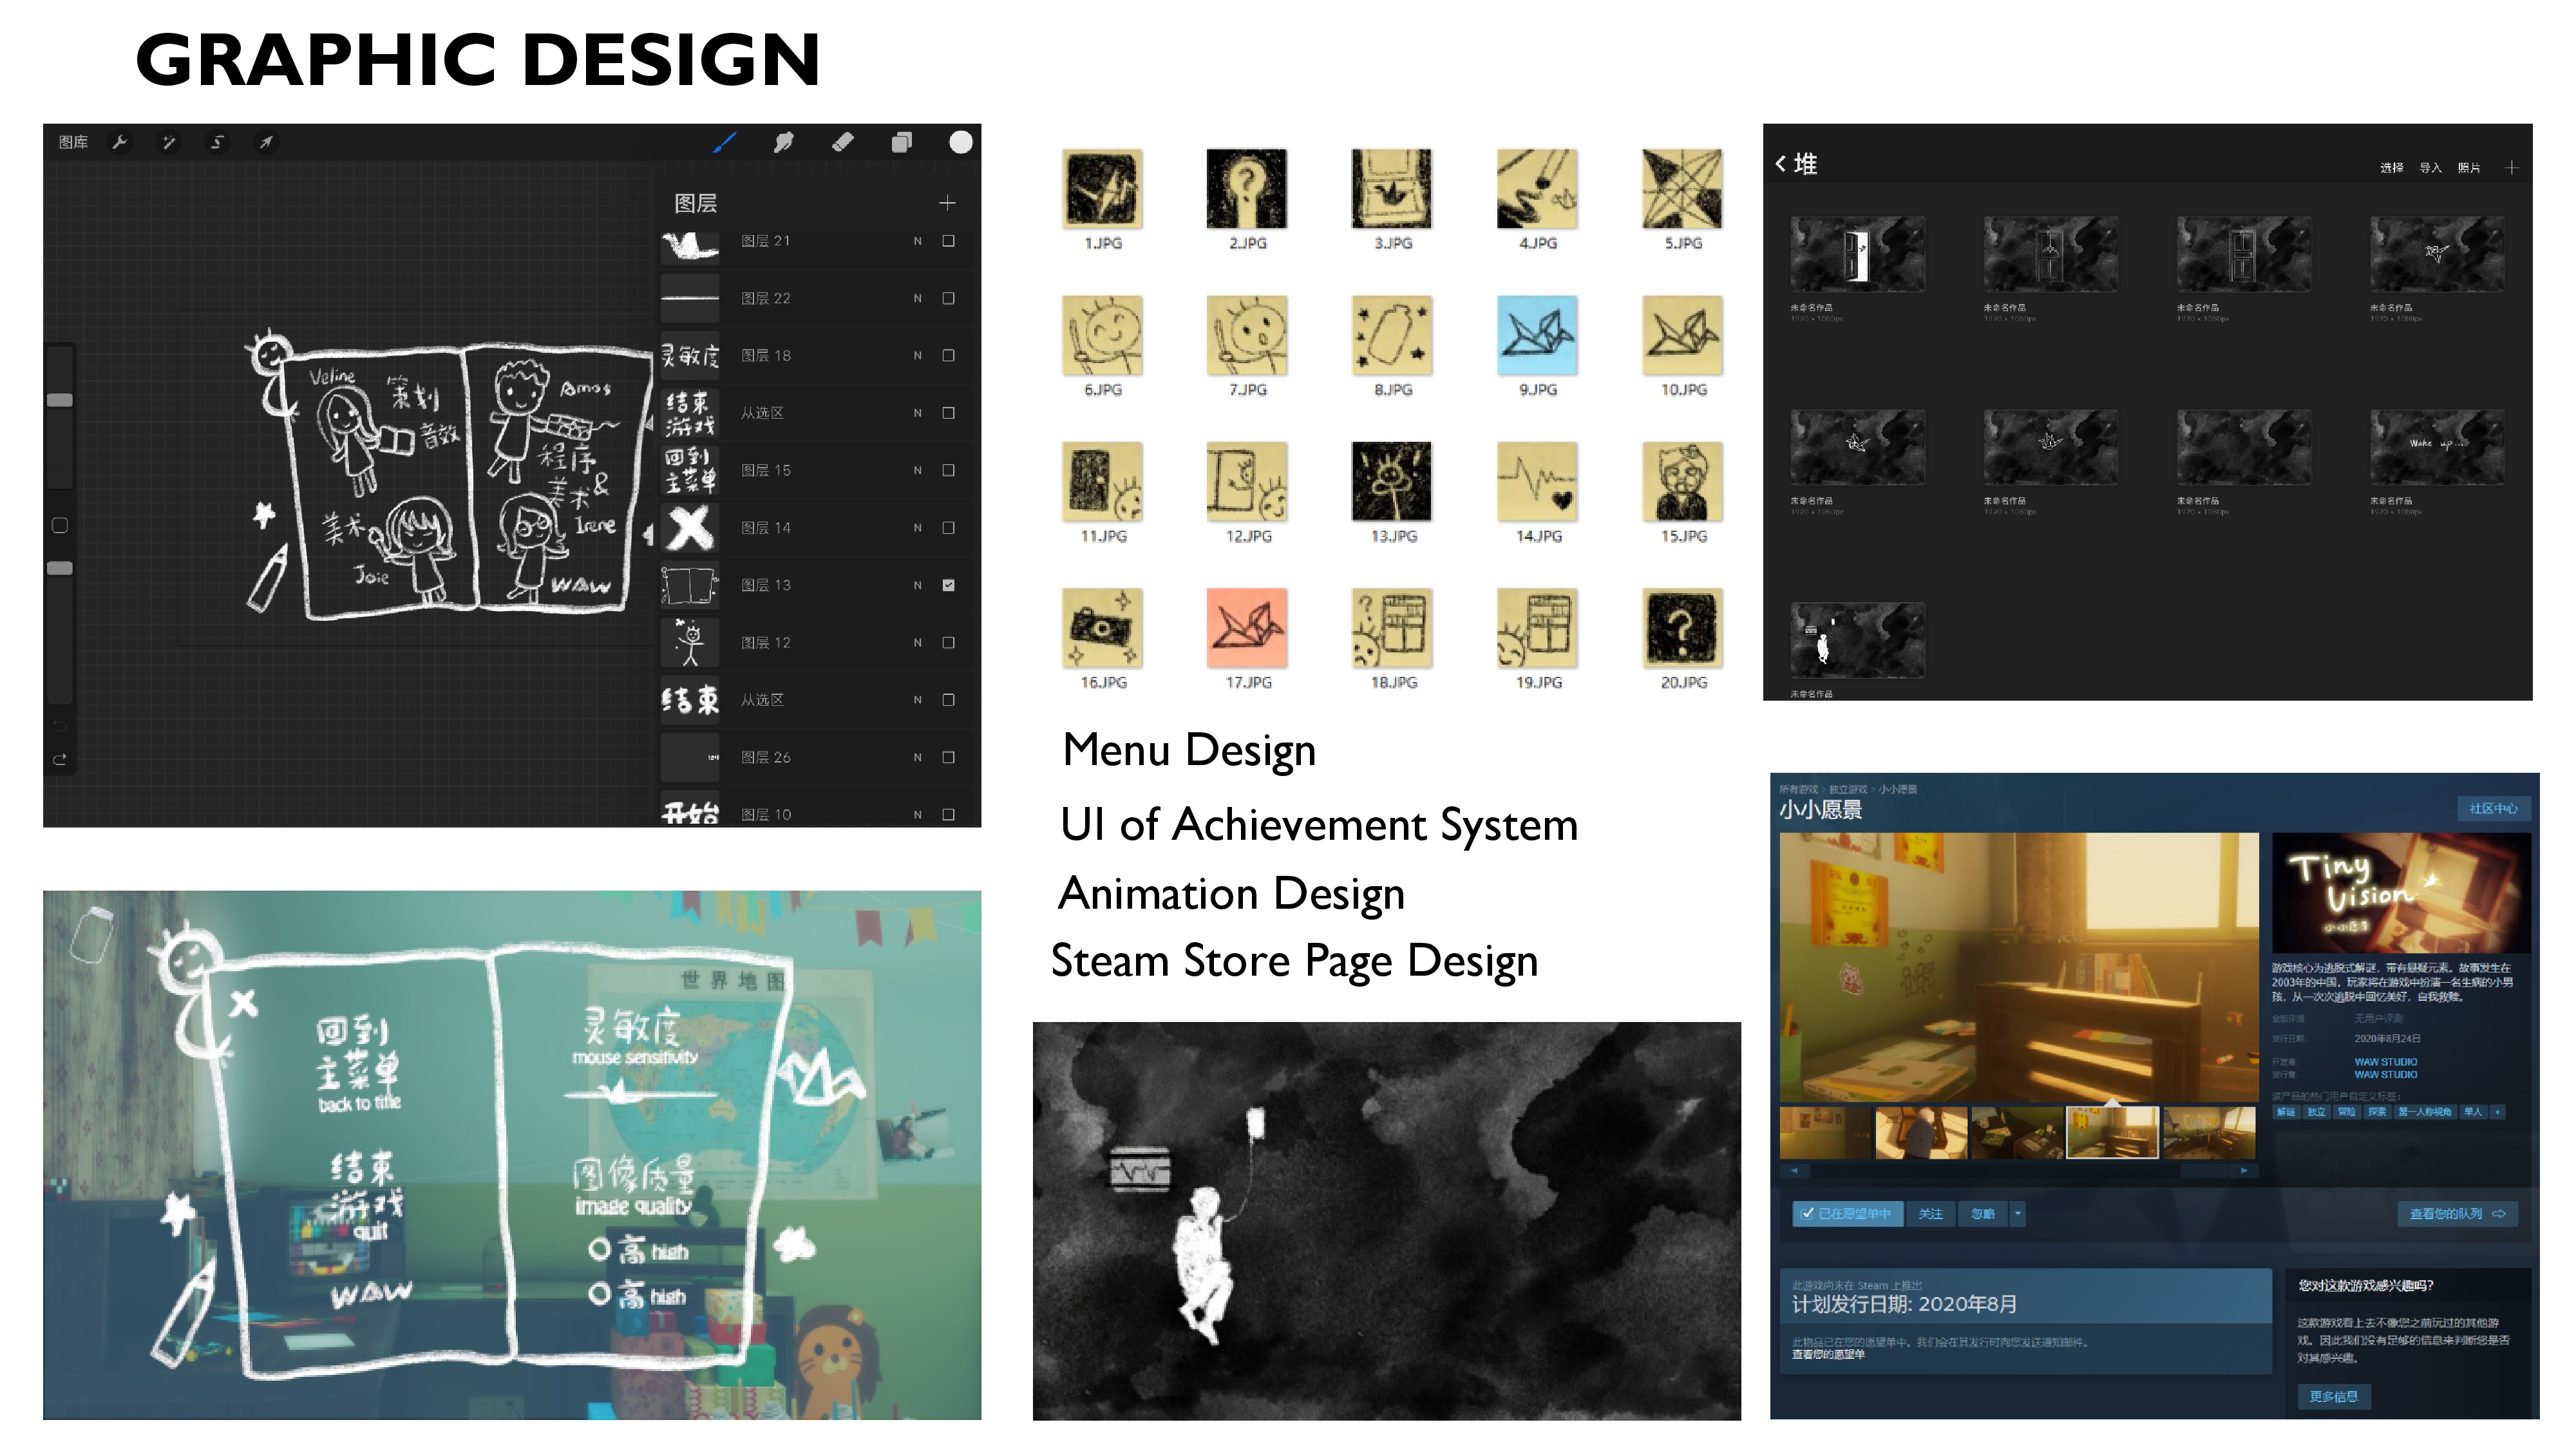 GRAPHIC DESIGN
图库
图层
图层 21
N
图层 22
N
灵敏度
图层 18
N
结束
游戏
从选区
N
回到
主菜单
图层 15
N
图层 14
N
图层 13
N
图层 12
N
结束
从选区
N
图层 26
N
开始
图层 10
N
Veline
策划
音效
Amos
程序
&
美术
Irene
美术
Joie
WAW
1.JPG
2.JPG
3.JPG
4.JPG
5.JPG
6.JPG
7.JPG
8.JPG
9.JPG
10.JPG
11.JPG
12.JPG
13.JPG
14.JPG
15.JPG
16.JPG
17.JPG
18.JPG
19.JPG
20.JPG
堆
选择 导入 照片
未命名作品
1920 × 1080px
未命名作品
1920 × 1080px
未命名作品
1920 × 1080px
未命名作品
1920 × 1080px
未命名作品
1920 × 1080px
未命名作品
1920 × 1080px
未命名作品
1920 × 1080px
Wake up...
未命名作品
1920 × 1080px
未命名作品
Menu Design
UI of Achievement System
Animation Design
Steam Store Page Design
世界地图
回到
主菜单
back to title
结束
游戏
quit
WAW
灵敏度
mouse sensitivity
图像质量
image quality
高 high
高 high
所有游戏 > 独立游戏 > 小小愿景
小小愿景
社区中心
Tiny
Vision
小小愿景
游戏核心为逃脱式解谜，带有悬疑元素。故事发生在
2003年的中国，玩家将在游戏中扮演一名生病的小男
孩，从一次次逃脱中回忆美好，自我救赎。
全部评测: 无用户评测
发行日期: 2020年8月24日
开发商: WAW STUDIO
发行商: WAW STUDIO
该产品的热门用户自定义标签:
解谜 独立 冒险 探索 第一人称视角 单人 +
已在愿望单中
关注
忽略
查看您的队列
此游戏尚未在 Steam 上推出
计划发行日期: 2020年8月
此物品已在您的愿望单中。我们会在其发行时向您发送通知邮件。
查看您的愿望单
您对这款游戏感兴趣吗?
这款游戏看上去不像您之前玩过的其他游
戏。因此我们没有足够的信息来判断您是否
对其感兴趣。
更多信息